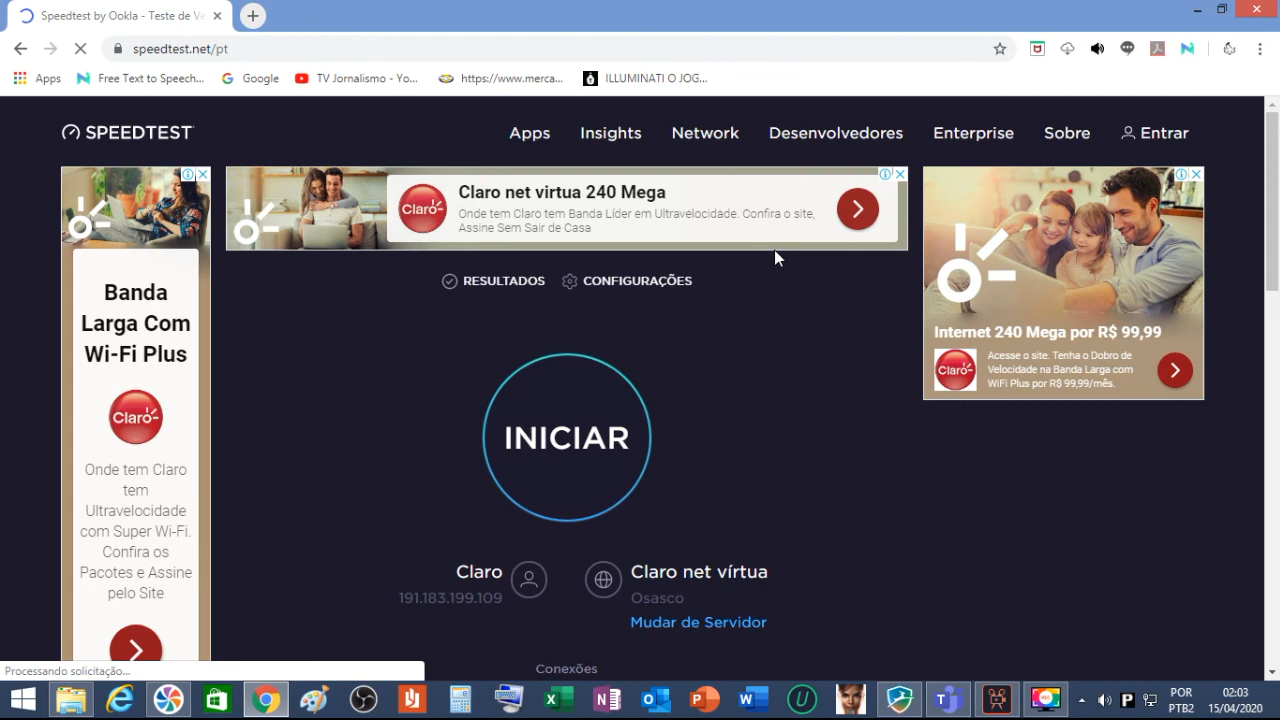 Speedtest by Ookla - Teste de Ve
speedtest.net/pt
Apps
Free Text to Speech...
Google
TV Jornalismo - Yo...
https://www.merca...
ILLUMINATI O JOG...
SPEEDTEST
Apps
Insights
Network
Desenvolvedores
Enterprise
Sobre
Entrar
Banda
Larga Com
Wi-Fi Plus
Claro
Onde tem Claro
tem
Ultravelocidade
com Super Wi-Fi.
Confira os
Pacotes e Assine
pelo Site
Claro
Claro net virtua 240 Mega
Onde tem Claro tem Banda Líder em Ultravelocidade. Confira o site,
Assine Sem Sair de Casa
Internet 240 Mega por R$ 99,99
Claro
Acesse o site. Tenha o Dobro de
Velocidade na Banda Larga com
WiFi Plus por R$ 99,99/mês.
RESULTADOS
CONFIGURAÇÕES
INICIAR
Claro
191.183.199.109
Claro net vírtua
Osasco
Mudar de Servidor
Conexões
Processando solicitação...
POR
PTB2
02:03
15/04/2020